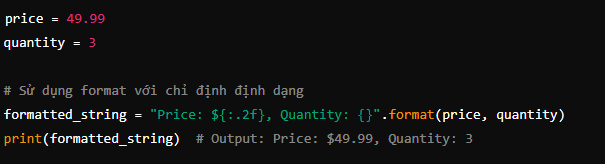 price = 49.99
quantity = 3
# Sử dụng format với chỉ định định dạng
formatted_string = "Price: ${:.2f}, Quantity: {}".format(price, quantity)
print(formatted_string)  # Output: Price: $49.99, Quantity: 3